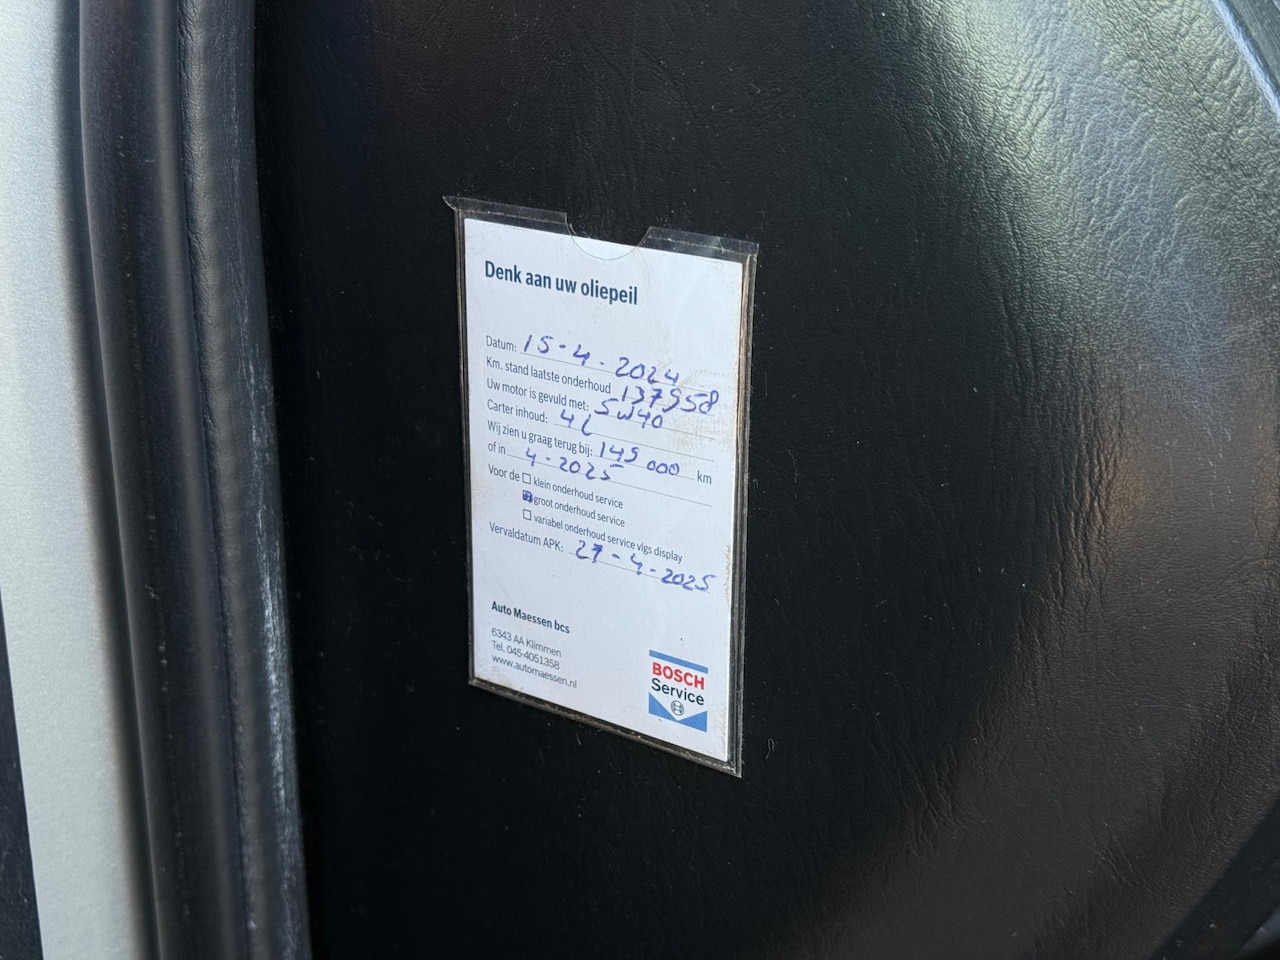 Denk aan uw oliepeil
Datum: 15-4-2024
Km. stand laatste onderhoud 137958
Uw motor is gevuld met: 5w40
Carter inhoud: 4L
Wij zien u graag terug bij: 145000 km
of in 4-2025
Voor de klein onderhoud service
groot onderhoud service
variabel onderhoud service vlgs display
Vervaldatum APK: 27-4-2025
Auto Maessen bcs
6343 AA Klimmen
Tel. 045-4051358
www.automaessen.nl
BOSCH
Service